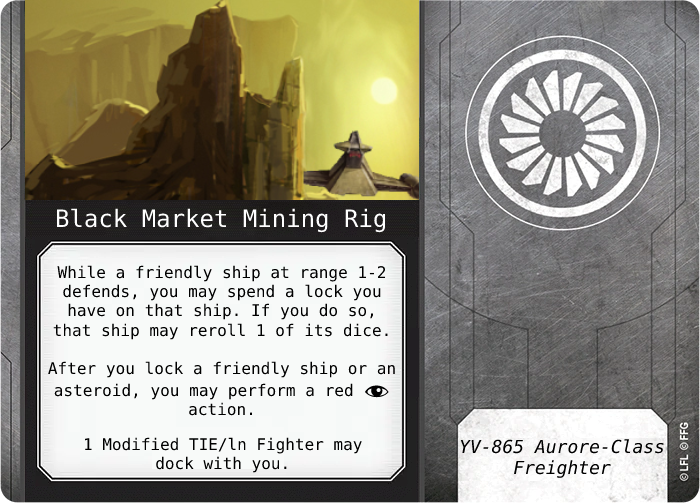 Black Market Mining Rig
While a friendly ship at range 1-2
defends, you may spend a lock you
have on that ship. If you do so,
that ship may reroll 1 of its dice.
After you lock a friendly ship or an
asteroid, you may perform a red
action.
1 Modified TIE/ln Fighter may
dock with you.
YV-865 Aurore-Class
Freighter
©LFL ©FFG